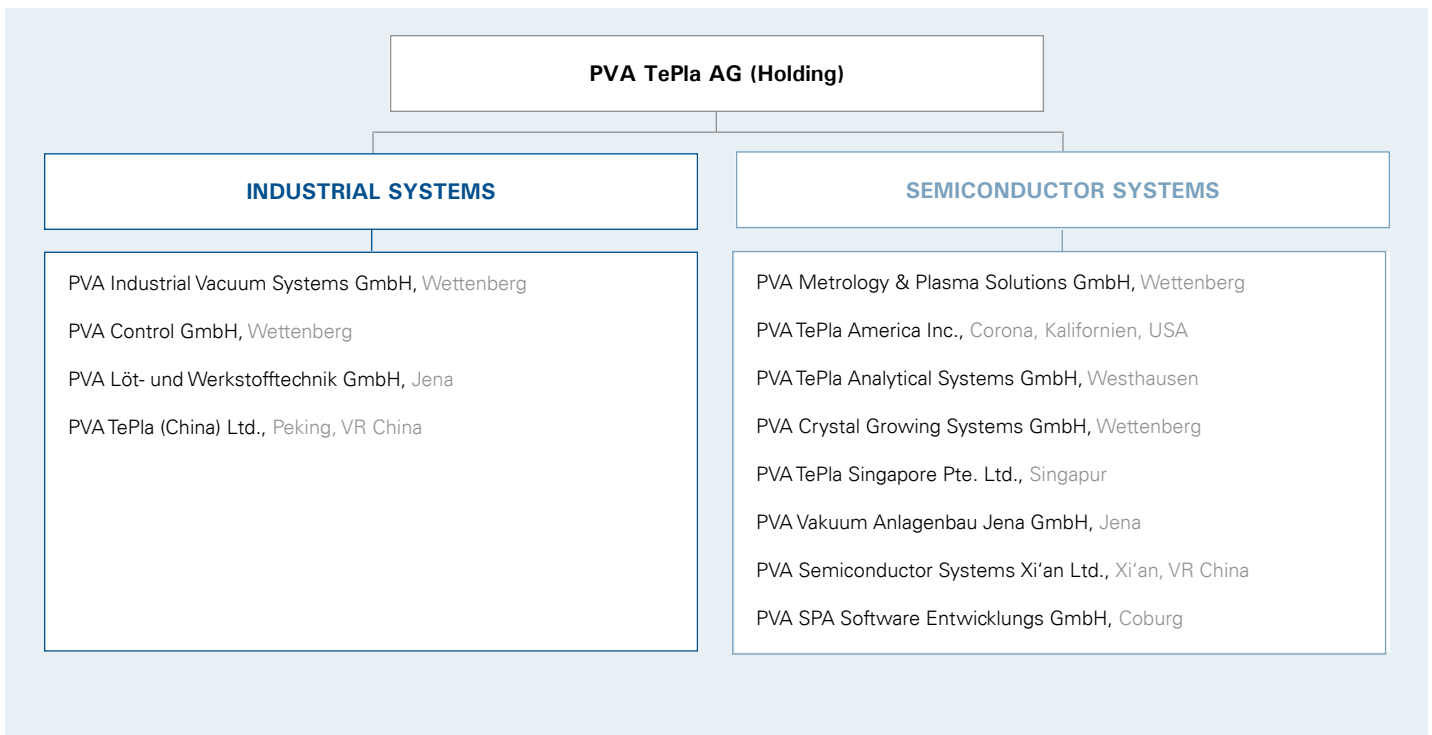 PVA TePla AG (Holding)
INDUSTRIAL SYSTEMS
PVA Industrial Vacuum Systems GmbH, Wettenberg
PVA Control GmbH, Wettenberg
PVA Löt- und Werkstofftechnik GmbH, Jena
PVA TePla (China) Ltd., Peking, VR China
SEMICONDUCTOR SYSTEMS
PVA Metrology & Plasma Solutions GmbH, Wettenberg
PVA TePla America Inc., Corona, Kalifornien, USA
PVA TePla Analytical Systems GmbH, Westhausen
PVA Crystal Growing Systems GmbH, Wettenberg
PVA TePla Singapore Pte. Ltd., Singapur
PVA Vakuum Anlagenbau Jena GmbH, Jena
PVA Semiconductor Systems Xi‘an Ltd., Xi‘an, VR China
PVA SPA Software Entwicklungs GmbH, Coburg